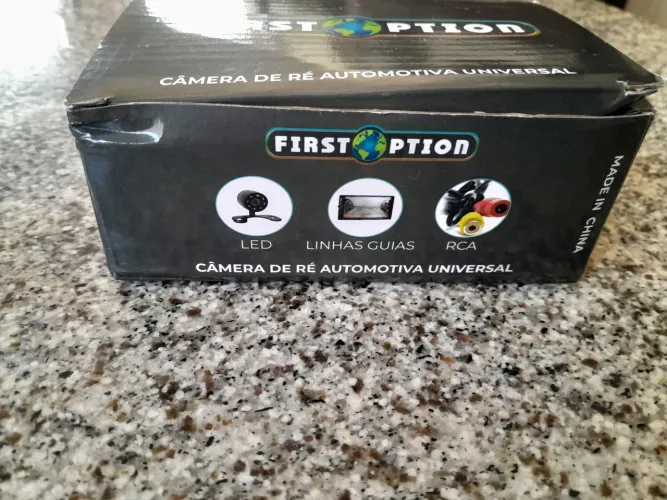 FIRST OPTION
CÂMERA DE RÉ AUTOMOTIVA UNIVERSAL
FIRST OPTION
LED
LINHAS GUIAS
RCA
CÂMERA DE RÉ AUTOMOTIVA UNIVERSAL
MADE IN CHINA